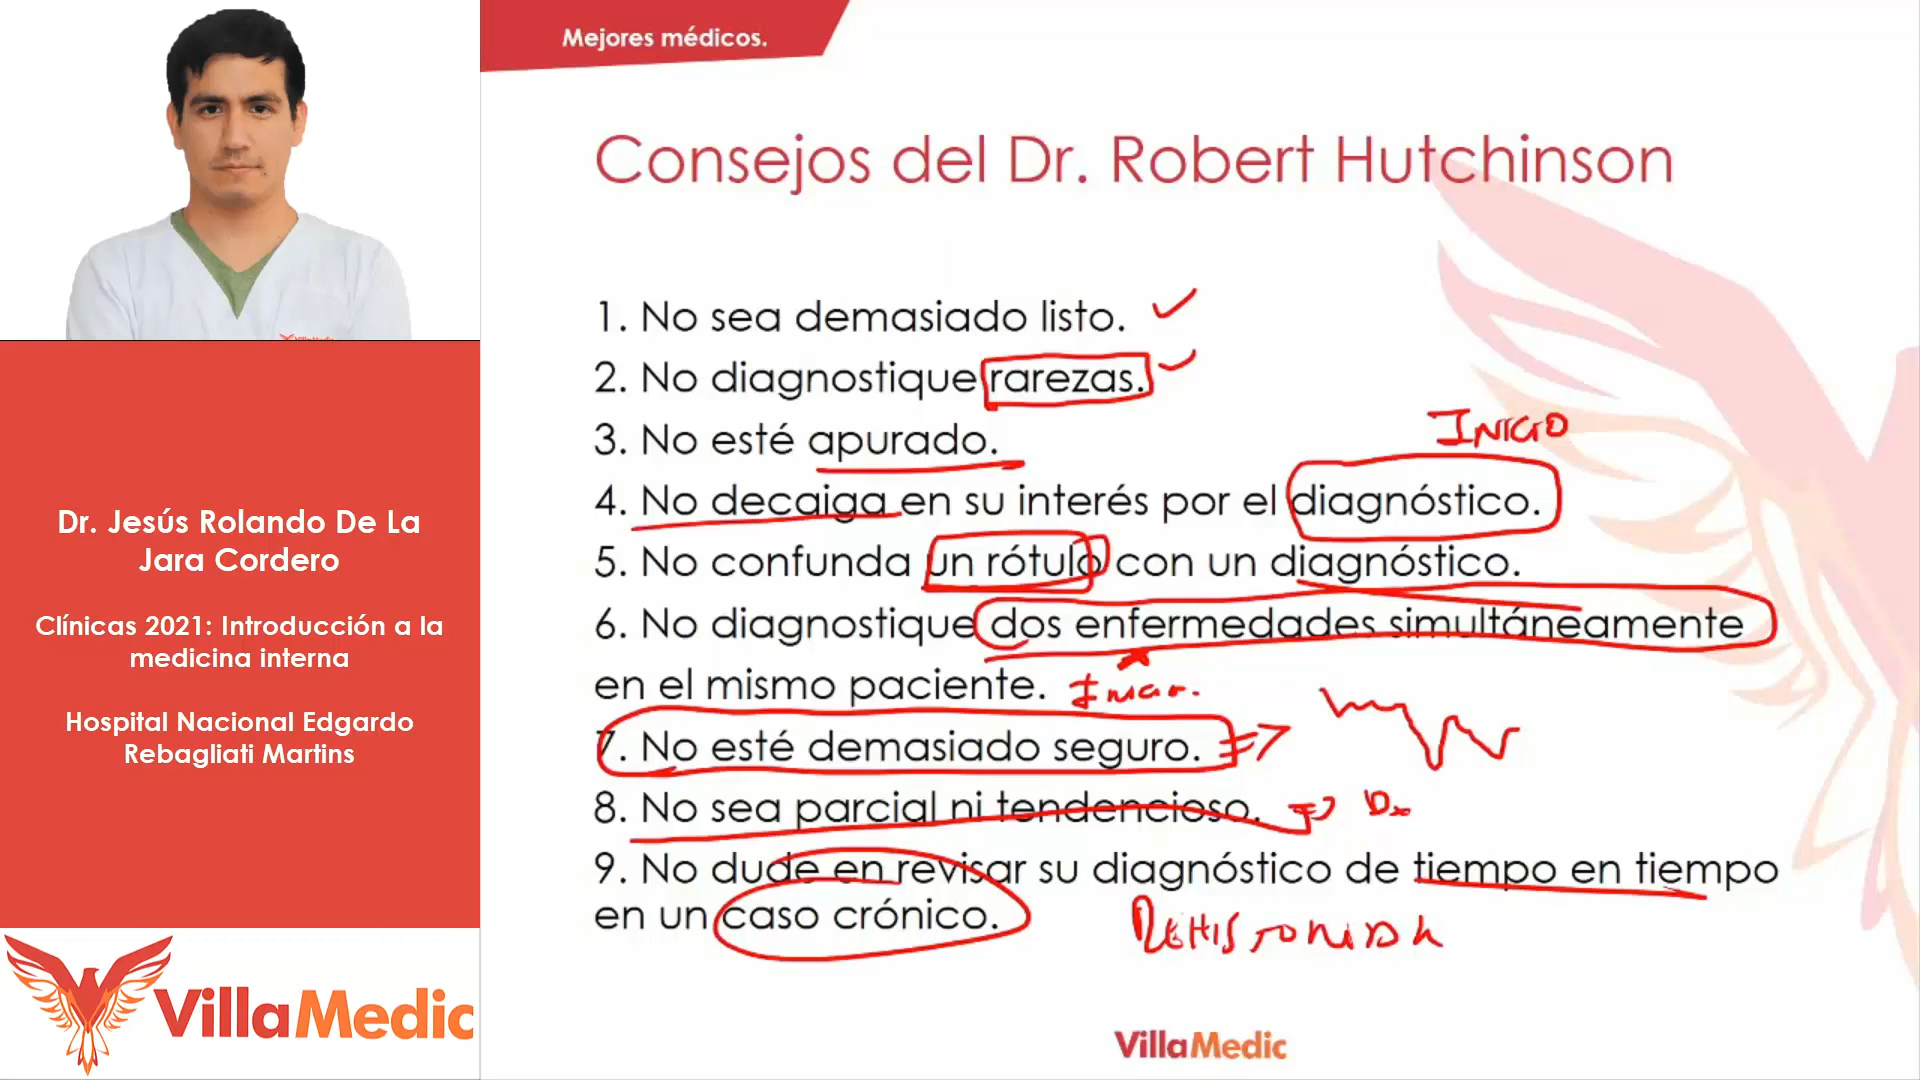 Mejores médicos.
Consejos del Dr. Robert Hutchinson
1. No sea demasiado listo.
2. No diagnostique rarezas.
3. No esté apurado.
INICIO
4. No decaiga en su interés por el diagnóstico.
5. No confunda un rótulo con un diagnóstico.
6. No diagnostique dos enfermedades simultáneamente
en el mismo paciente.
7. No esté demasiado seguro.
8. No sea parcial ni tendencioso.
Dx
9. No dude en revisar su diagnóstico de tiempo en tiempo
en un caso crónico.
Dr. Jesús Rolando De La
Jara Cordero
Clínicas 2021: Introducción a la
medicina interna
Hospital Nacional Edgardo
Rebagliati Martins
VillaMedic
VillaMedic